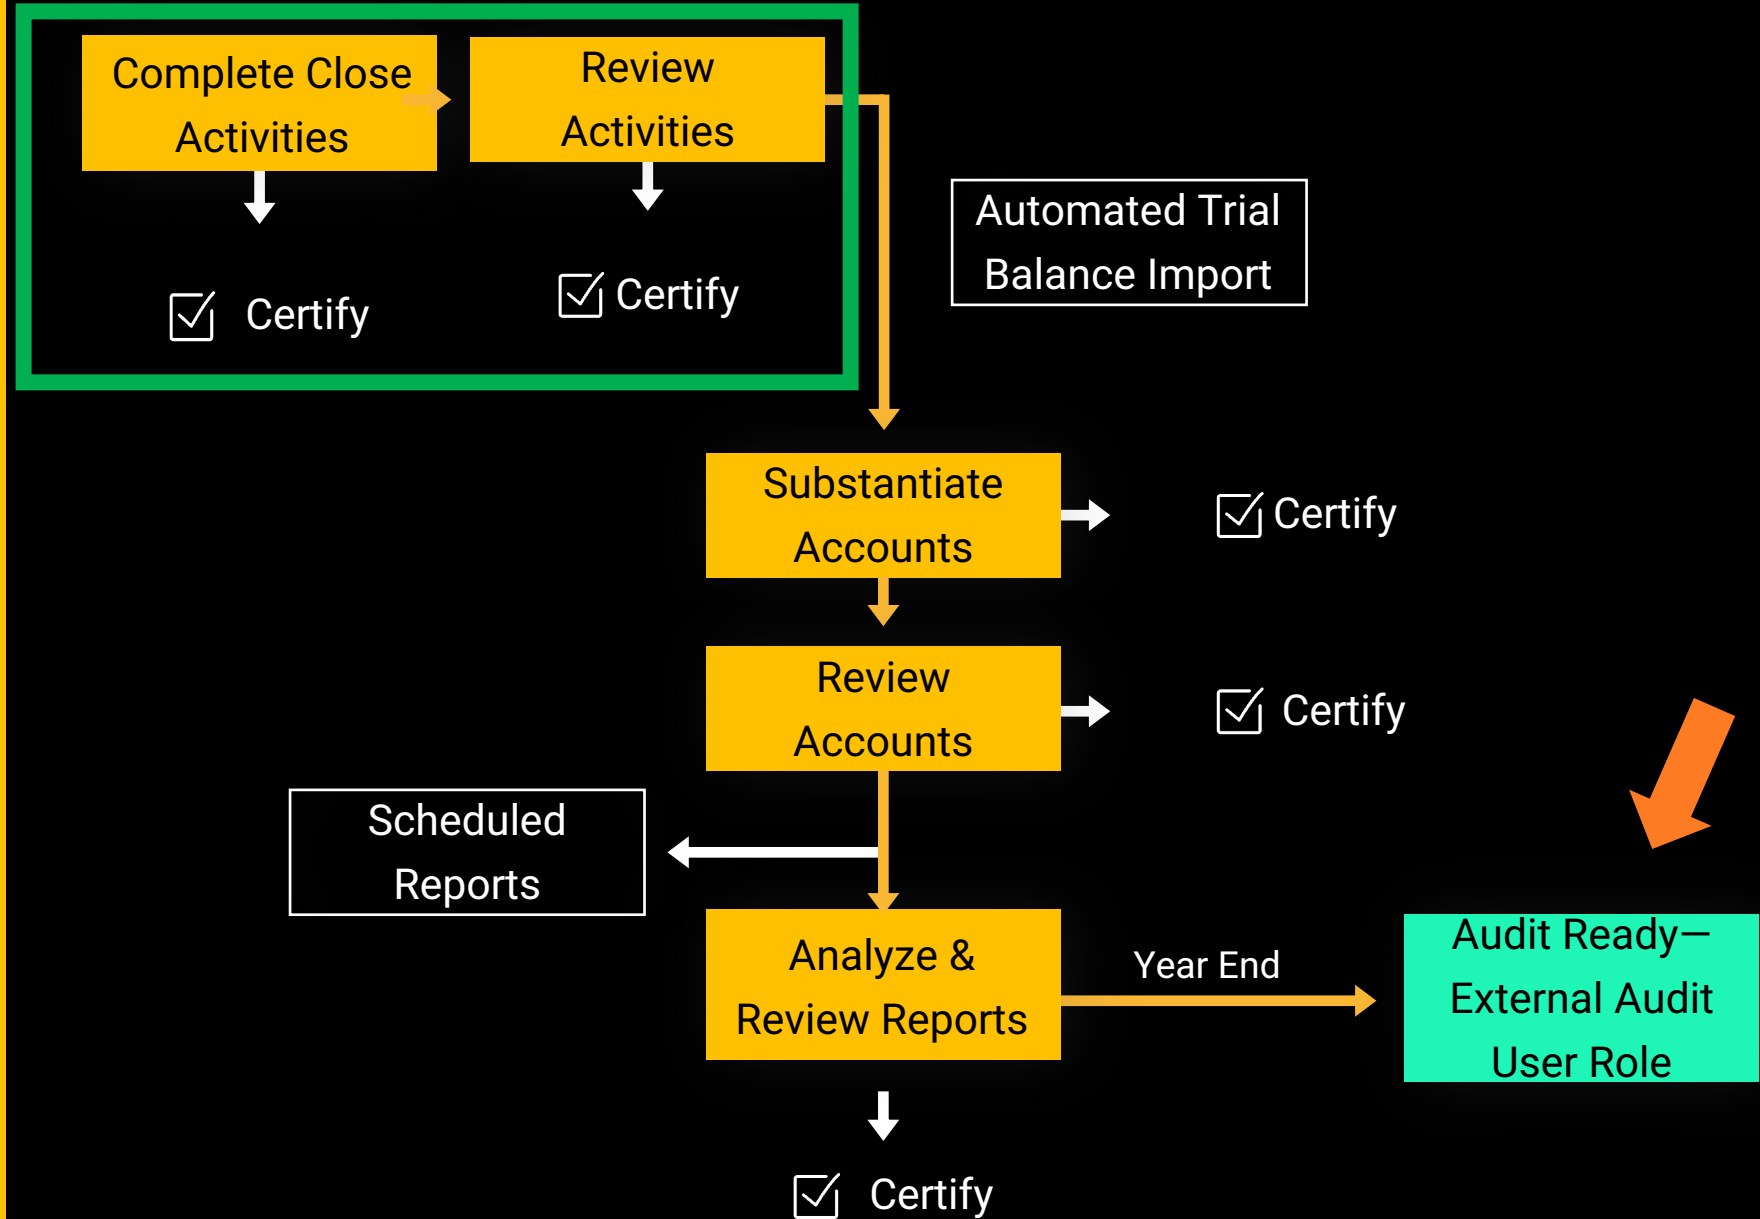 Complete Close
Activities
Review
Activities
Certify
Certify
Automated Trial
Balance Import
Substantiate
Accounts
Certify
Review
Accounts
Certify
Scheduled
Reports
Analyze &
Review Reports
Year End
Audit Ready—
External Audit
User Role
Certify